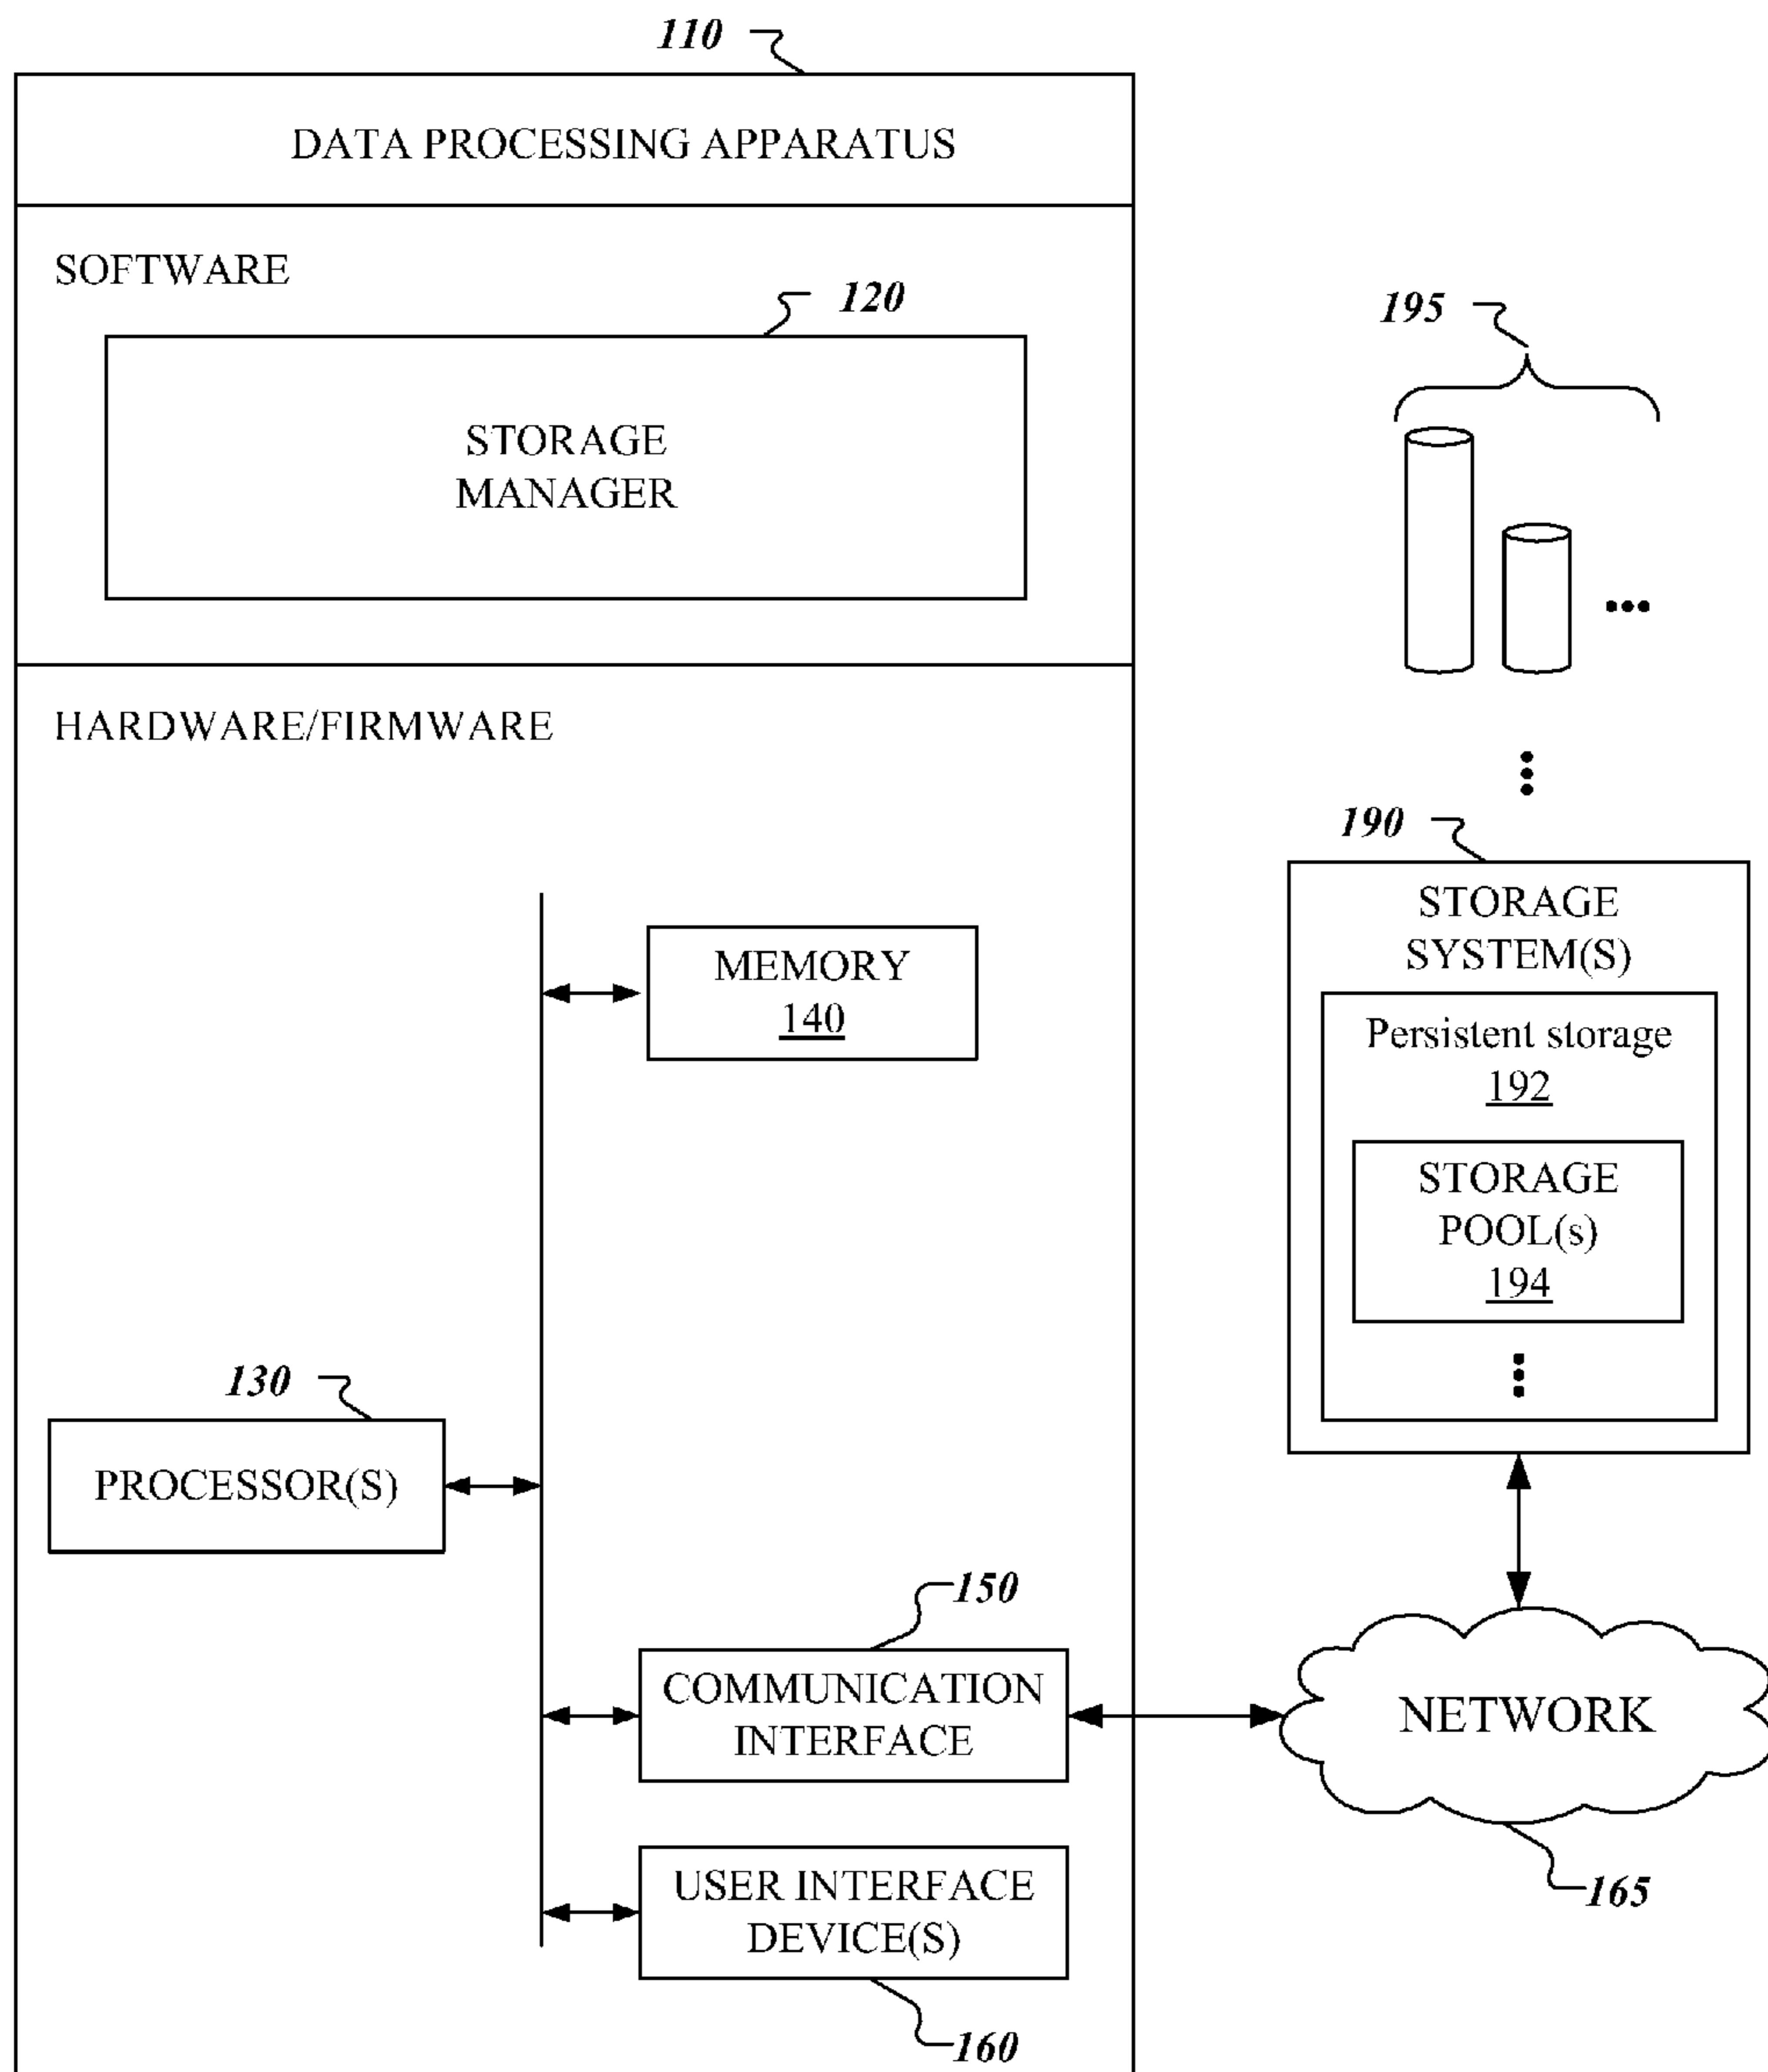 110
DATA PROCESSING APPARATUS
SOFTWARE
120
STORAGE
MANAGER
HARDWARE/FIRMWARE
MEMORY
140
130
PROCESSOR(S)
150
COMMUNICATION
INTERFACE
USER INTERFACE
DEVICE(S)
160
195
190
STORAGE
SYSTEM(S)
Persistent storage
192
STORAGE
POOL(s)
194
NETWORK
165